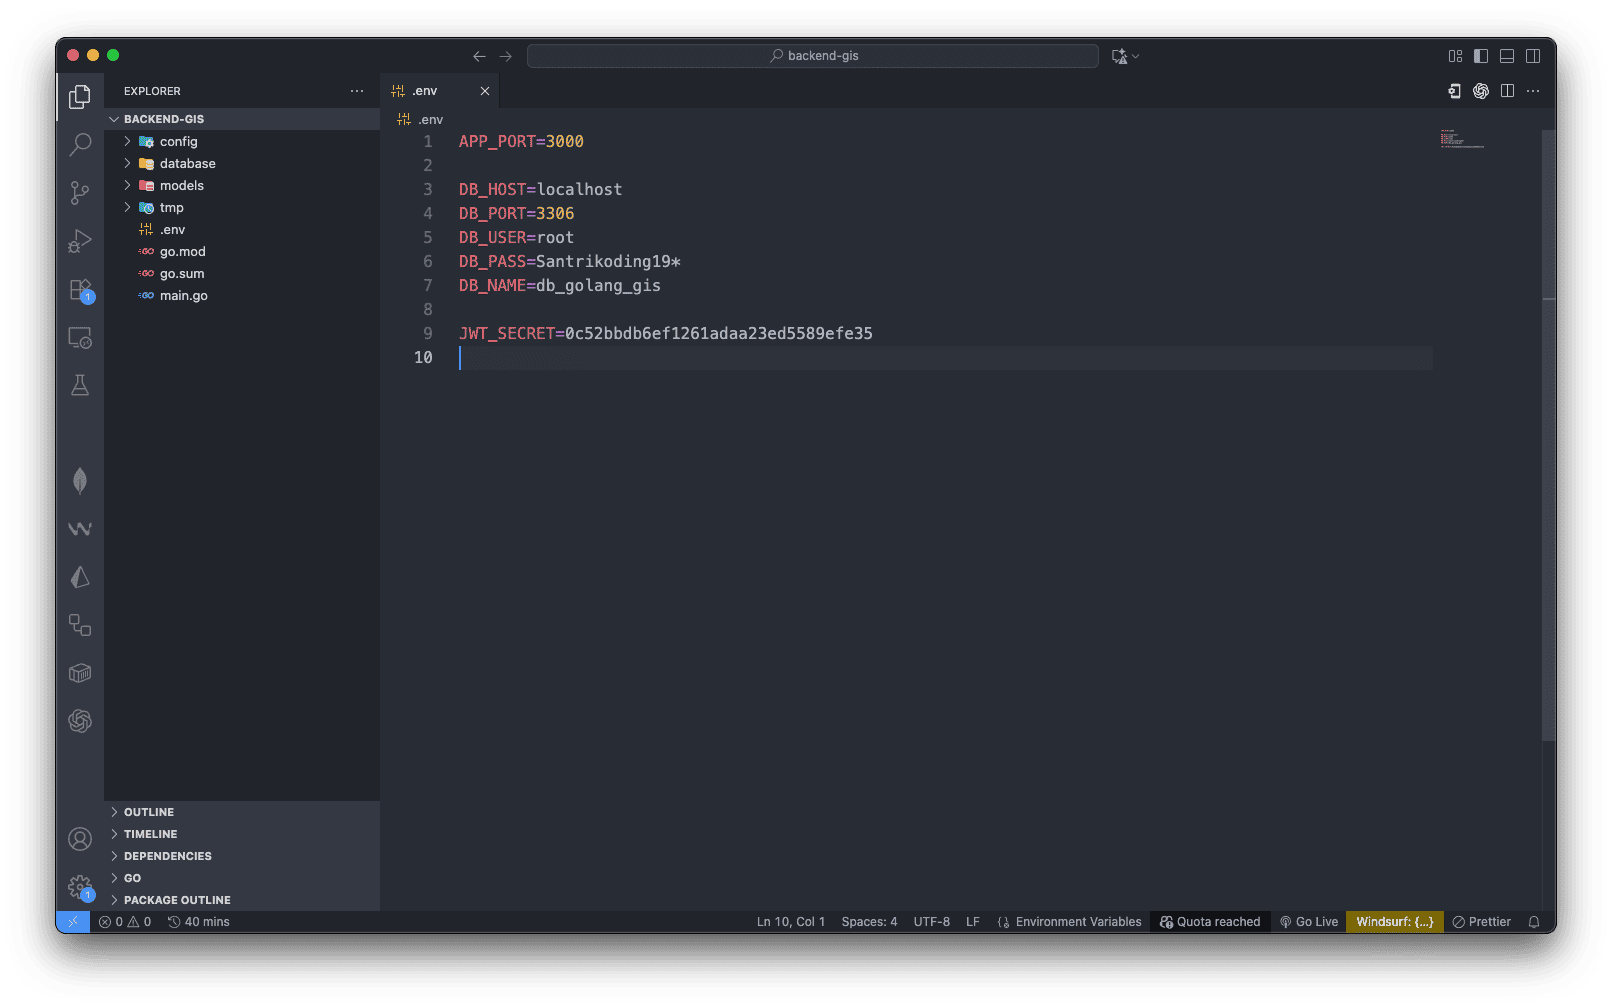 backend-gis
EXPLORER
.env
BACKEND-GIS
config
database
models
tmp
.env
go.mod
go.sum
main.go
OUTLINE
TIMELINE
DEPENDENCIES
GO
PACKAGE OUTLINE
.env
1 APP_PORT=3000
2
3 DB_HOST=localhost
4 DB_PORT=3306
5 DB_USER=root
6 DB_PASS=Santrikoding19*
7 DB_NAME=db_golang_gis
8
9 JWT_SECRET=0c52bbdb6ef1261adaa23ed5589efe35
10
1
1
0 0 40 mins Ln 10, Col 1 Spaces: 4 UTF-8 LF Environment Variables Quota reached Go Live Windsurf: {...} Prettier